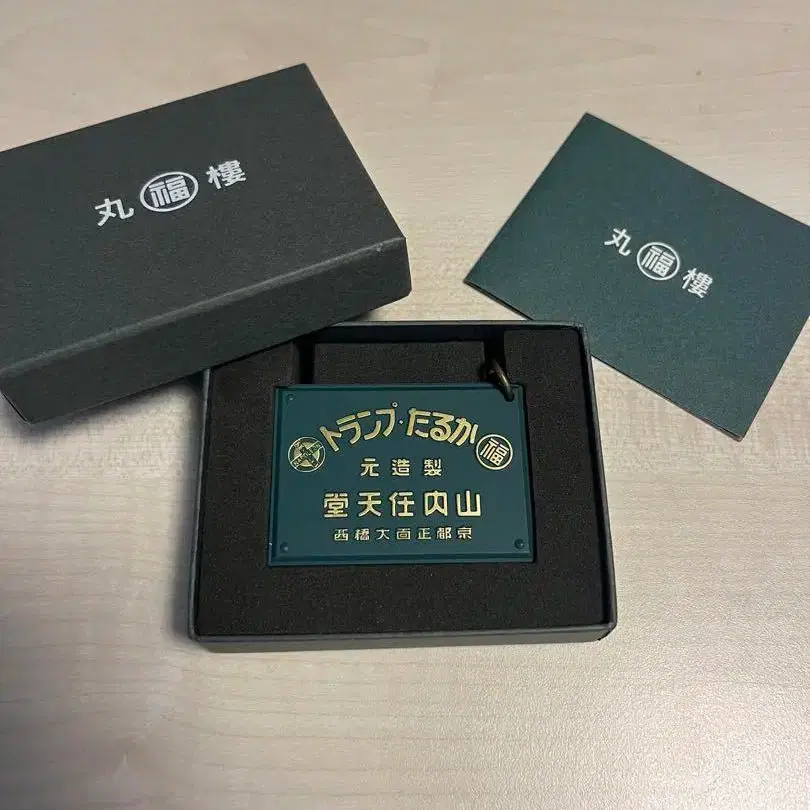 丸福樓
丸福樓
かるた・トランプ
福
製造元
山内任天堂
京都正面大橋西